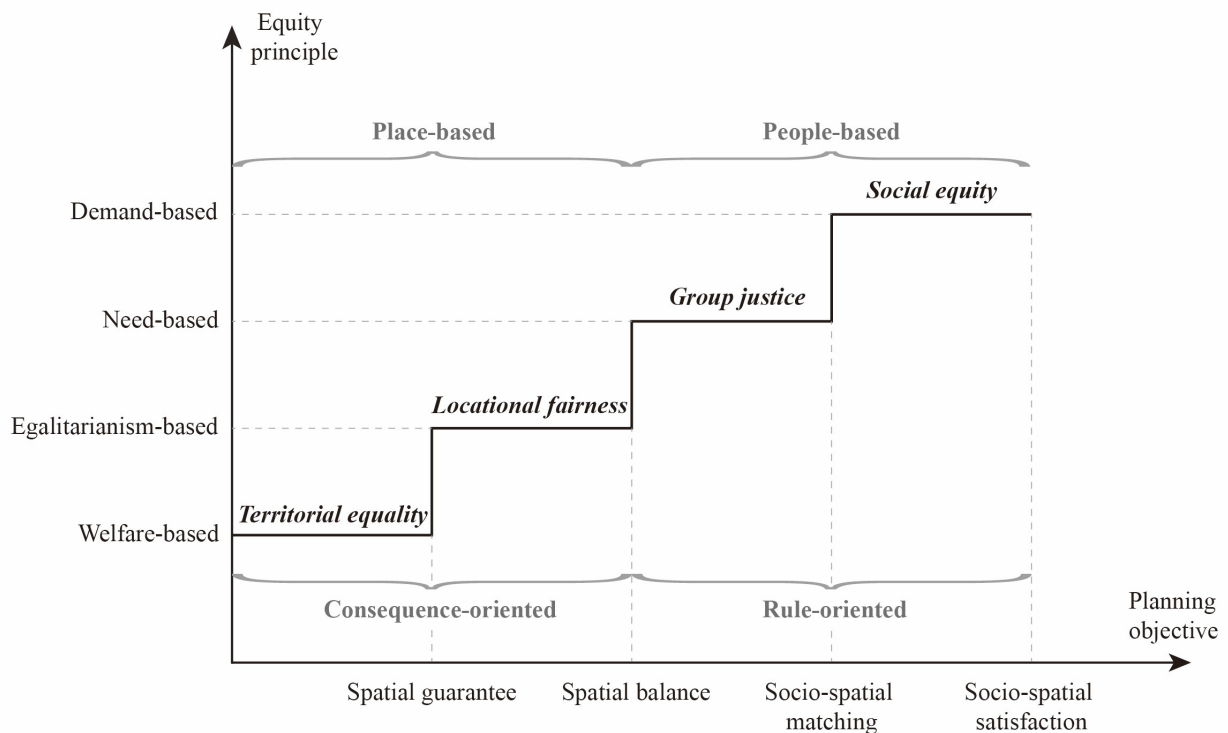 Equity
principle
Place-based
People-based
Demand-based
Social equity
Need-based
Group justice
Egalitarianism-based
Locational fairness
Welfare-based
Territorial equality
Consequence-oriented
Rule-oriented
Planning
objective
Spatial guarantee
Spatial balance
Socio-spatial
matching
Socio-spatial
satisfaction